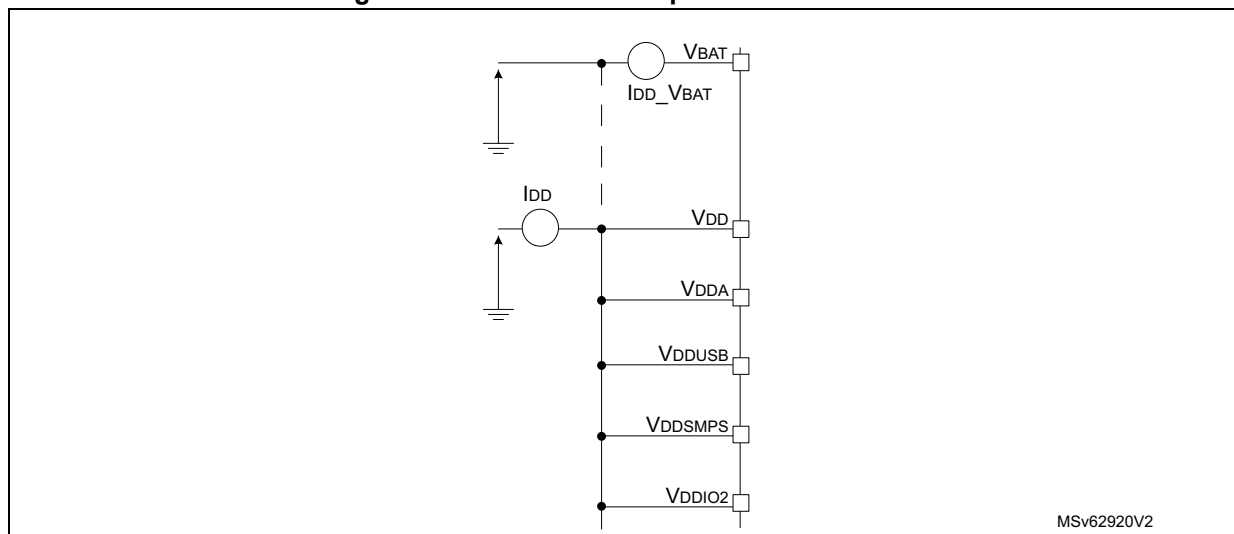 VBAT
IDD_VBAT
IDD
VDD
VDDA
VDDUSB
VDDSMPS
VDDIO2
MSv62920V2